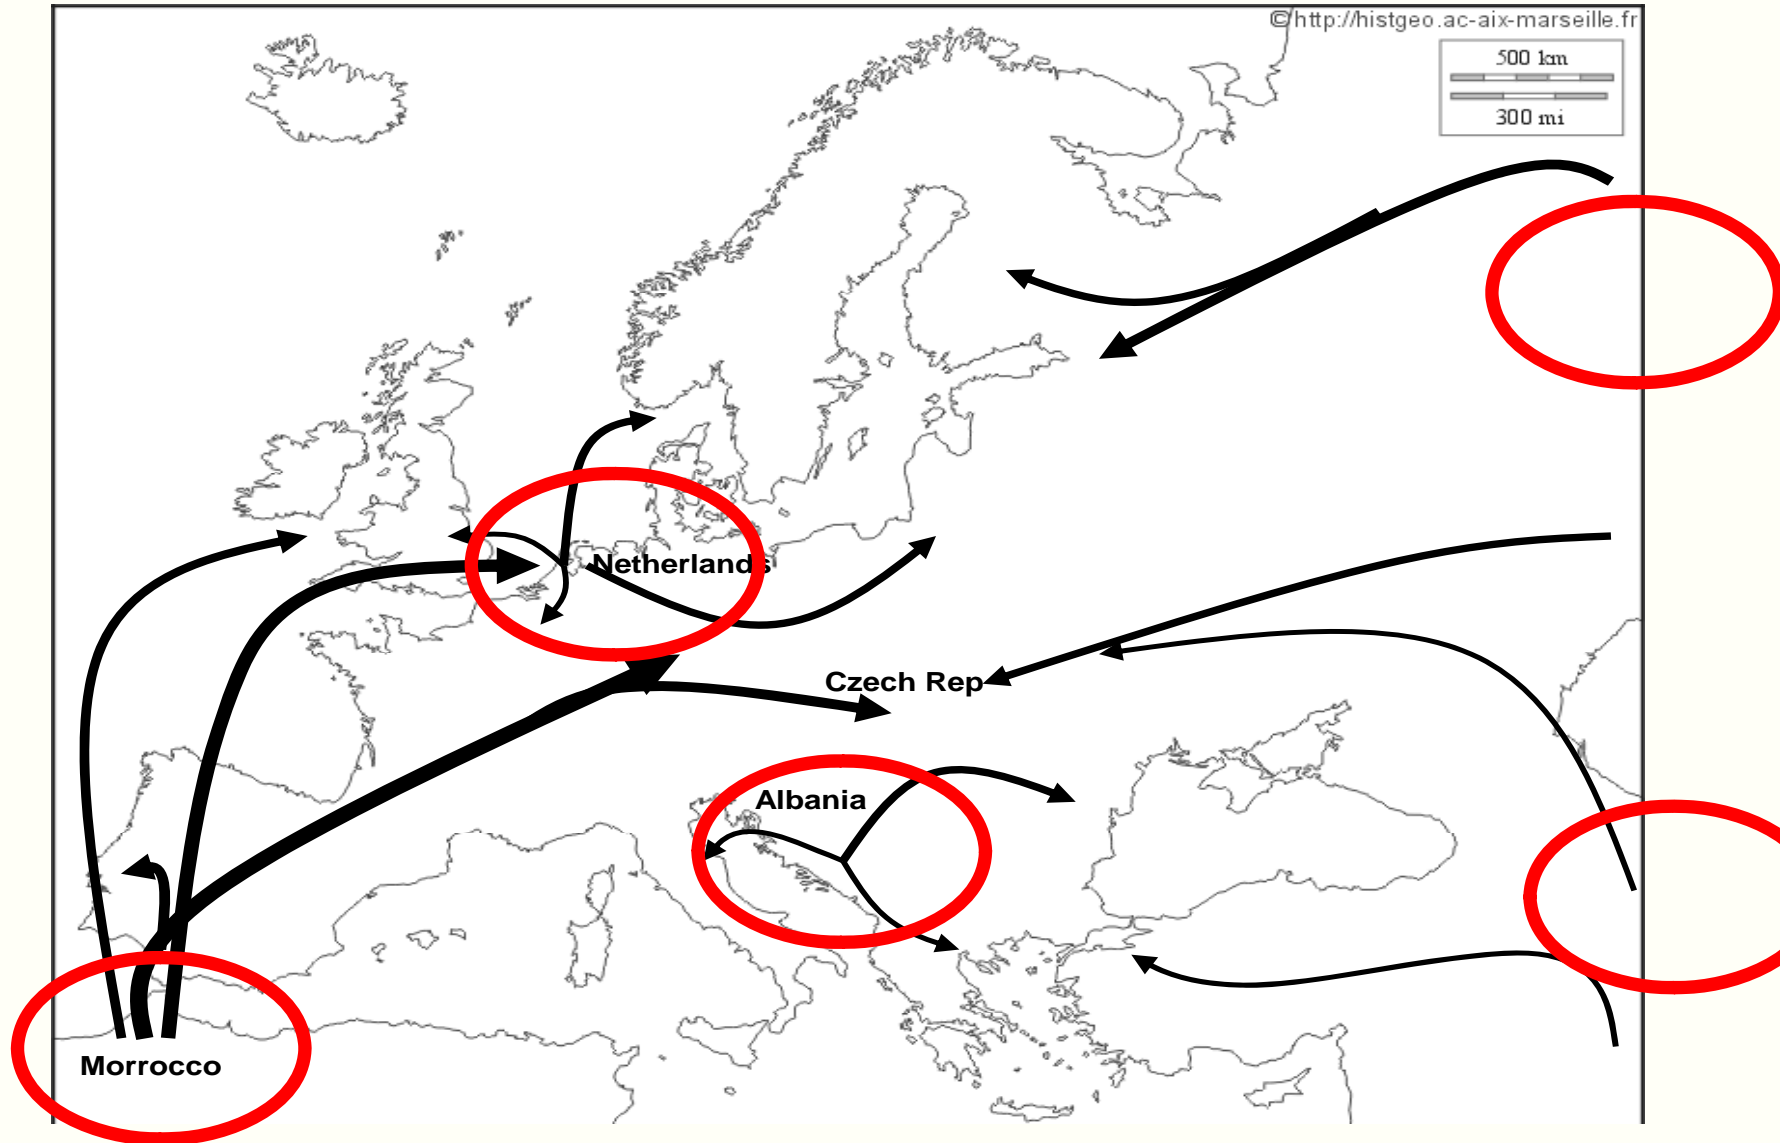 ©http://histgeo.ac-aix-marseille.fr
500 km
300 mi
Netherlands
Czech Rep
Albania
Morrocco